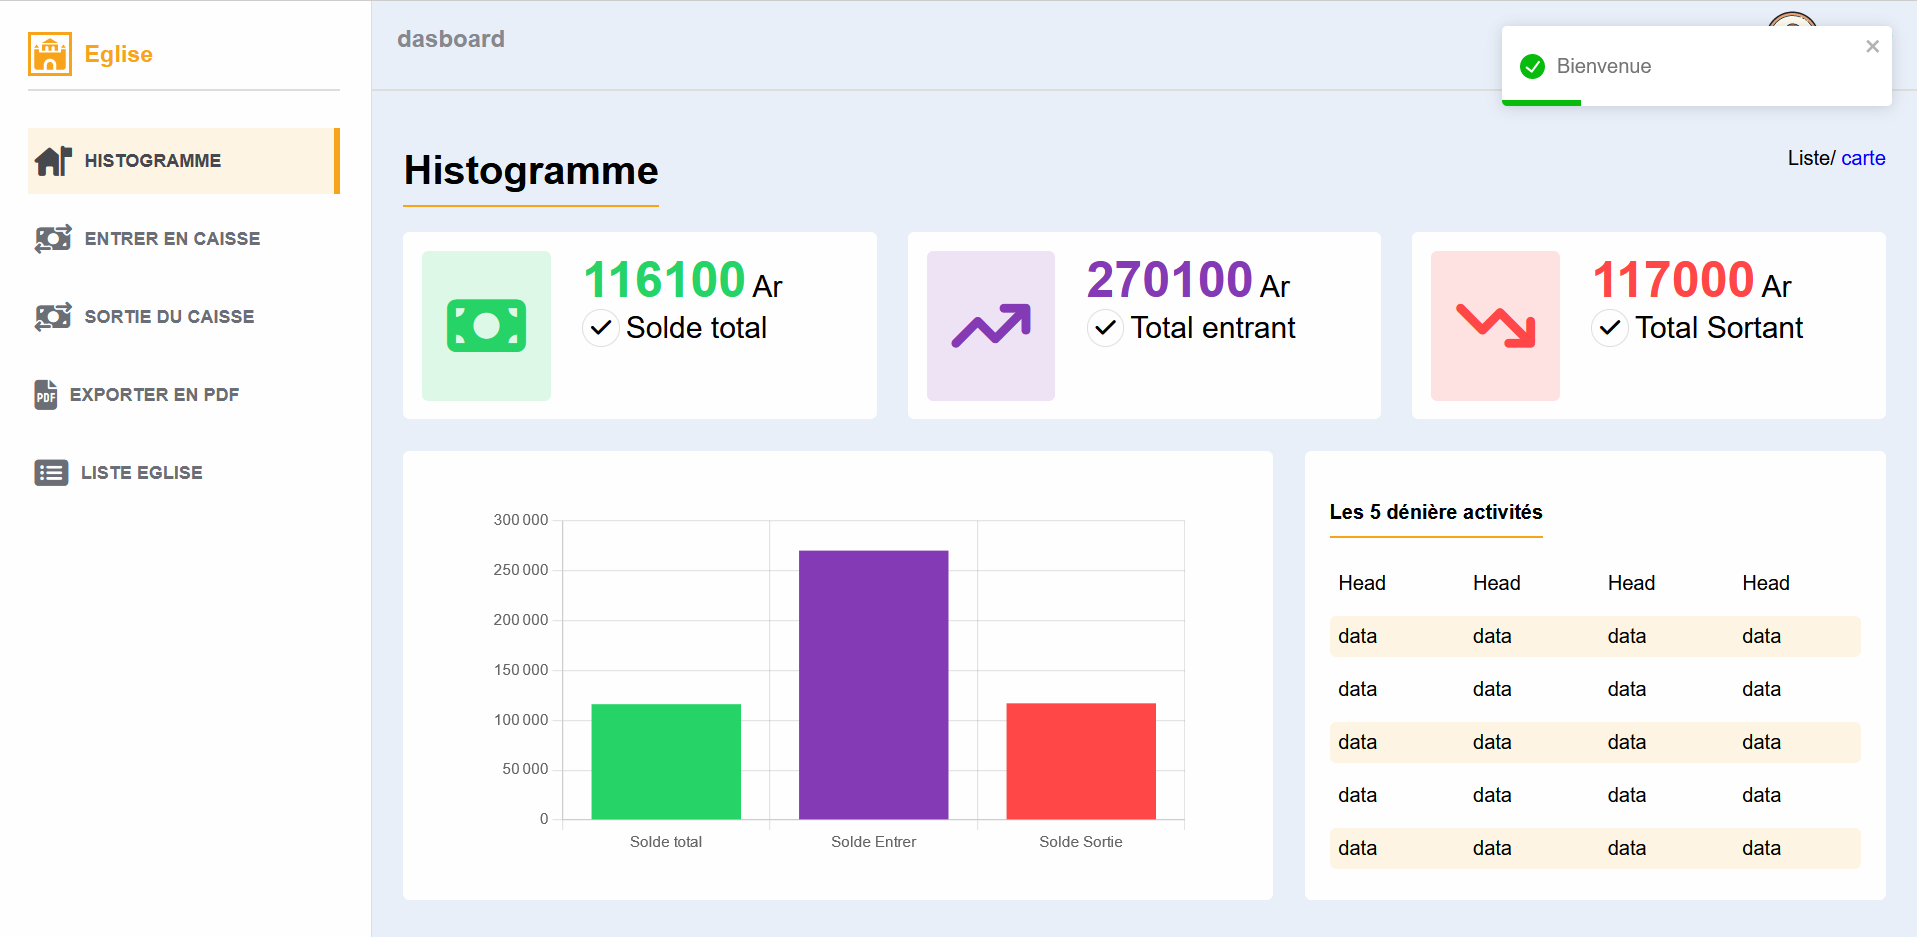 Eglise
HISTOGRAMME
ENTRER EN CAISSE
SORTIE DU CAISSE
PDF EXPORTER EN PDF
LISTE EGLISE
dasboard
Bienvenue
Histogramme
Liste/ carte
116100 Ar
Solde total
270100 Ar
Total entrant
117000 Ar
Total Sortant
300 000
250 000
200 000
150 000
100 000
50 000
0
Solde total Solde Entrer Solde Sortie
Les 5 dénière activités
Head Head Head Head
data data data data
data data data data
data data data data
data data data data
data data data data